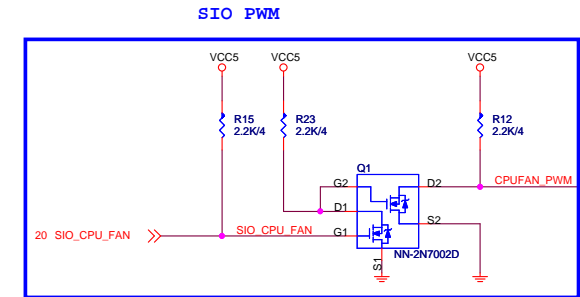 SIO PWM
VCC5 VCC5 VCC5
R15 R23 R12
2.2K/4 2.2K/4 2.2K/4
Q1
G2 D2 CPUFAN_PWM
D1
S2
20 SIO_CPU_FAN SIO_CPU_FAN G1
NN-2N7002D
S1